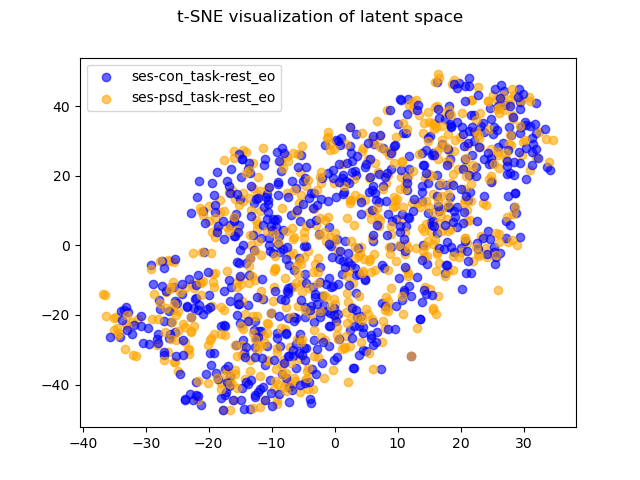 t-SNE visualization of latent space
ses-con_task-rest_eo
ses-psd_task-rest_eo
40
20
0
−20
−40
−40 −30 −20 −10 0 10 20 30